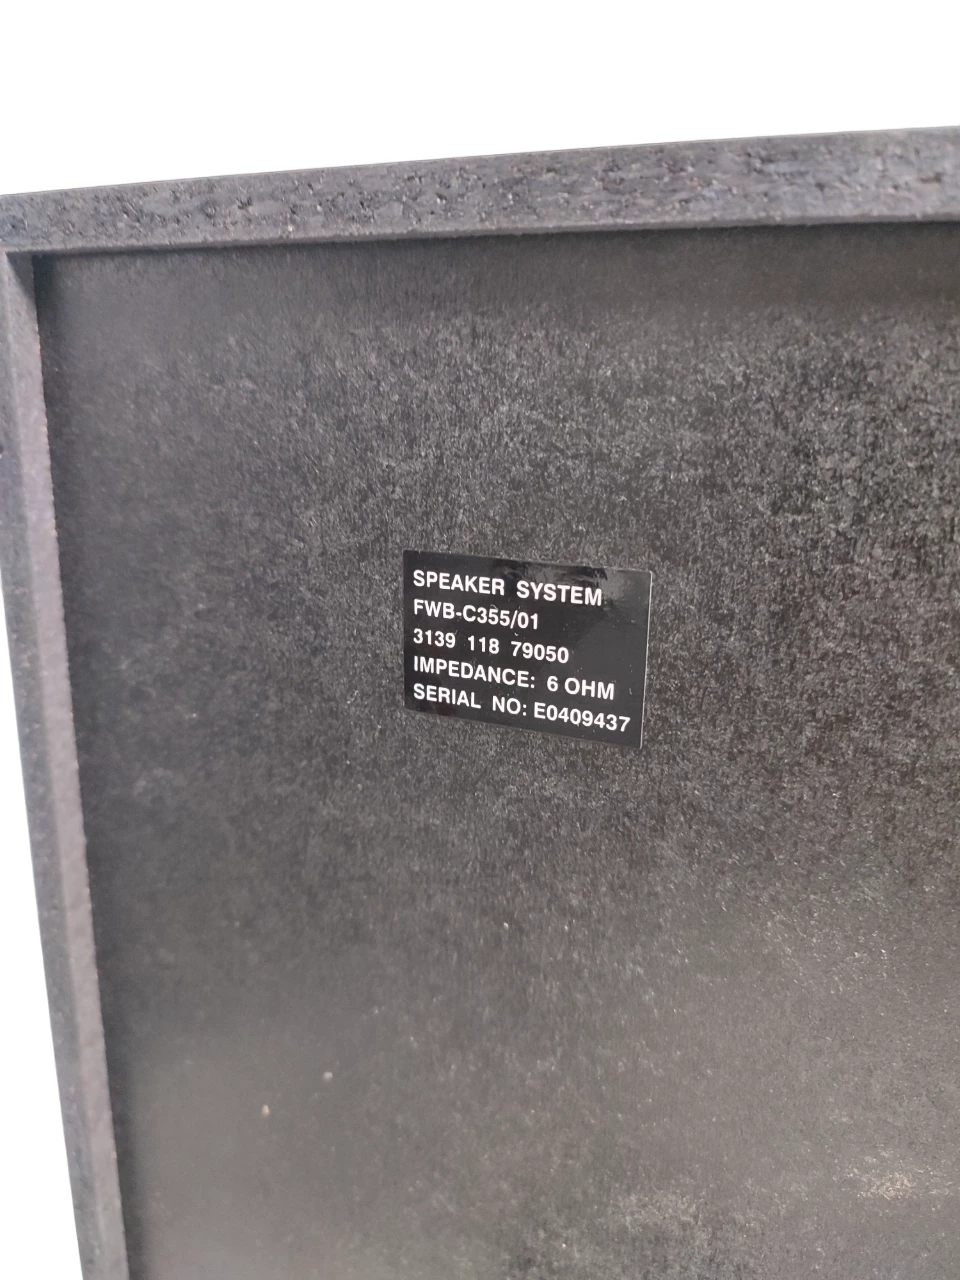 SPEAKER SYSTEM
FWB-C355/01
3139 118 79050
IMPEDANCE: 6 OHM
SERIAL NO: E0409437